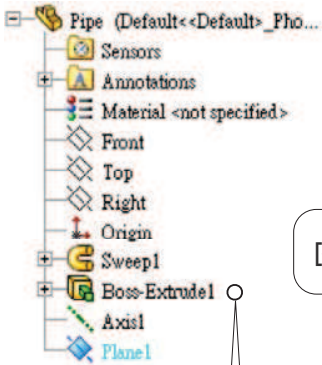 Pipe (Default<<Default>_Pho...
Sensors
Annotations
Material <not specified>
Front
Top
Right
Origin
Sweep1
Boss-Extrude1
Axis1
Plane1